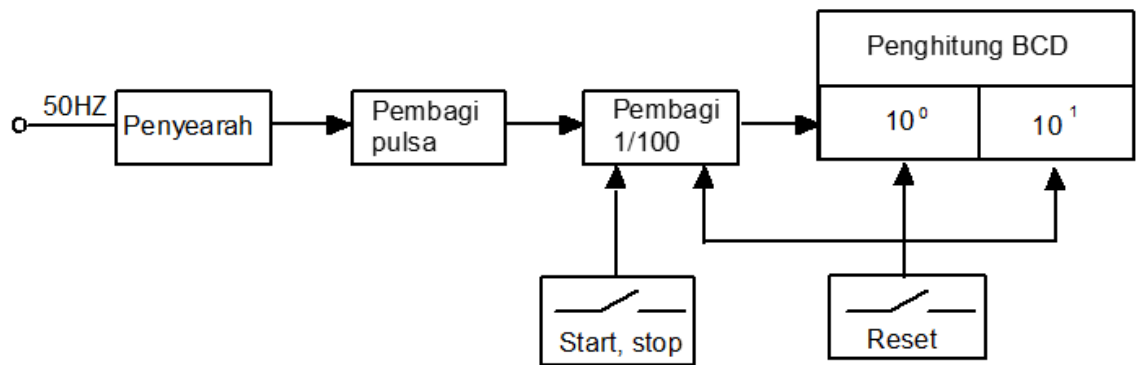 Penghitung BCD
50HZ
Penyearah
Pembagi
pulsa
Pembagi
1/100
10⁰
10¹
Start, stop
Reset